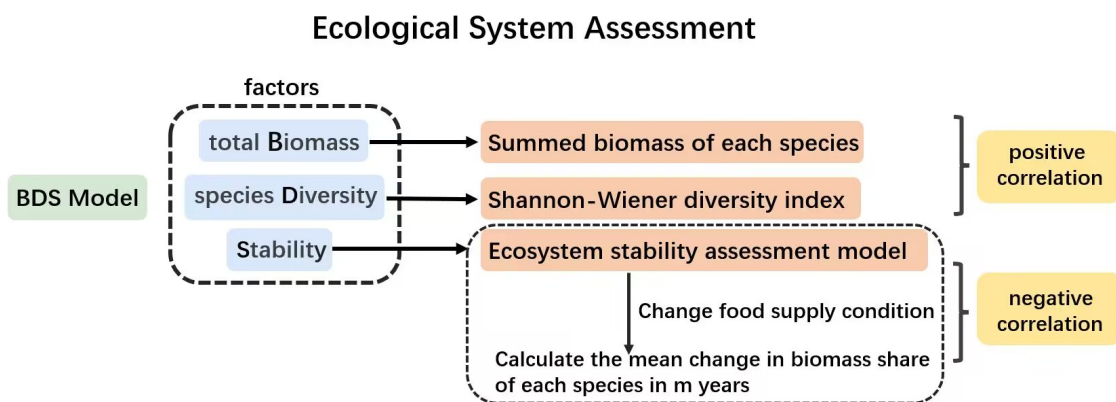 Ecological System Assessment
factors
total Biomass
Summed biomass of each species
positive
correlation
BDS Model
species Diversity
Shannon-Wiener diversity index
Stability
Ecosystem stability assessment model
Change food supply condition
negative
correlation
Calculate the mean change in biomass share
of each species in m years